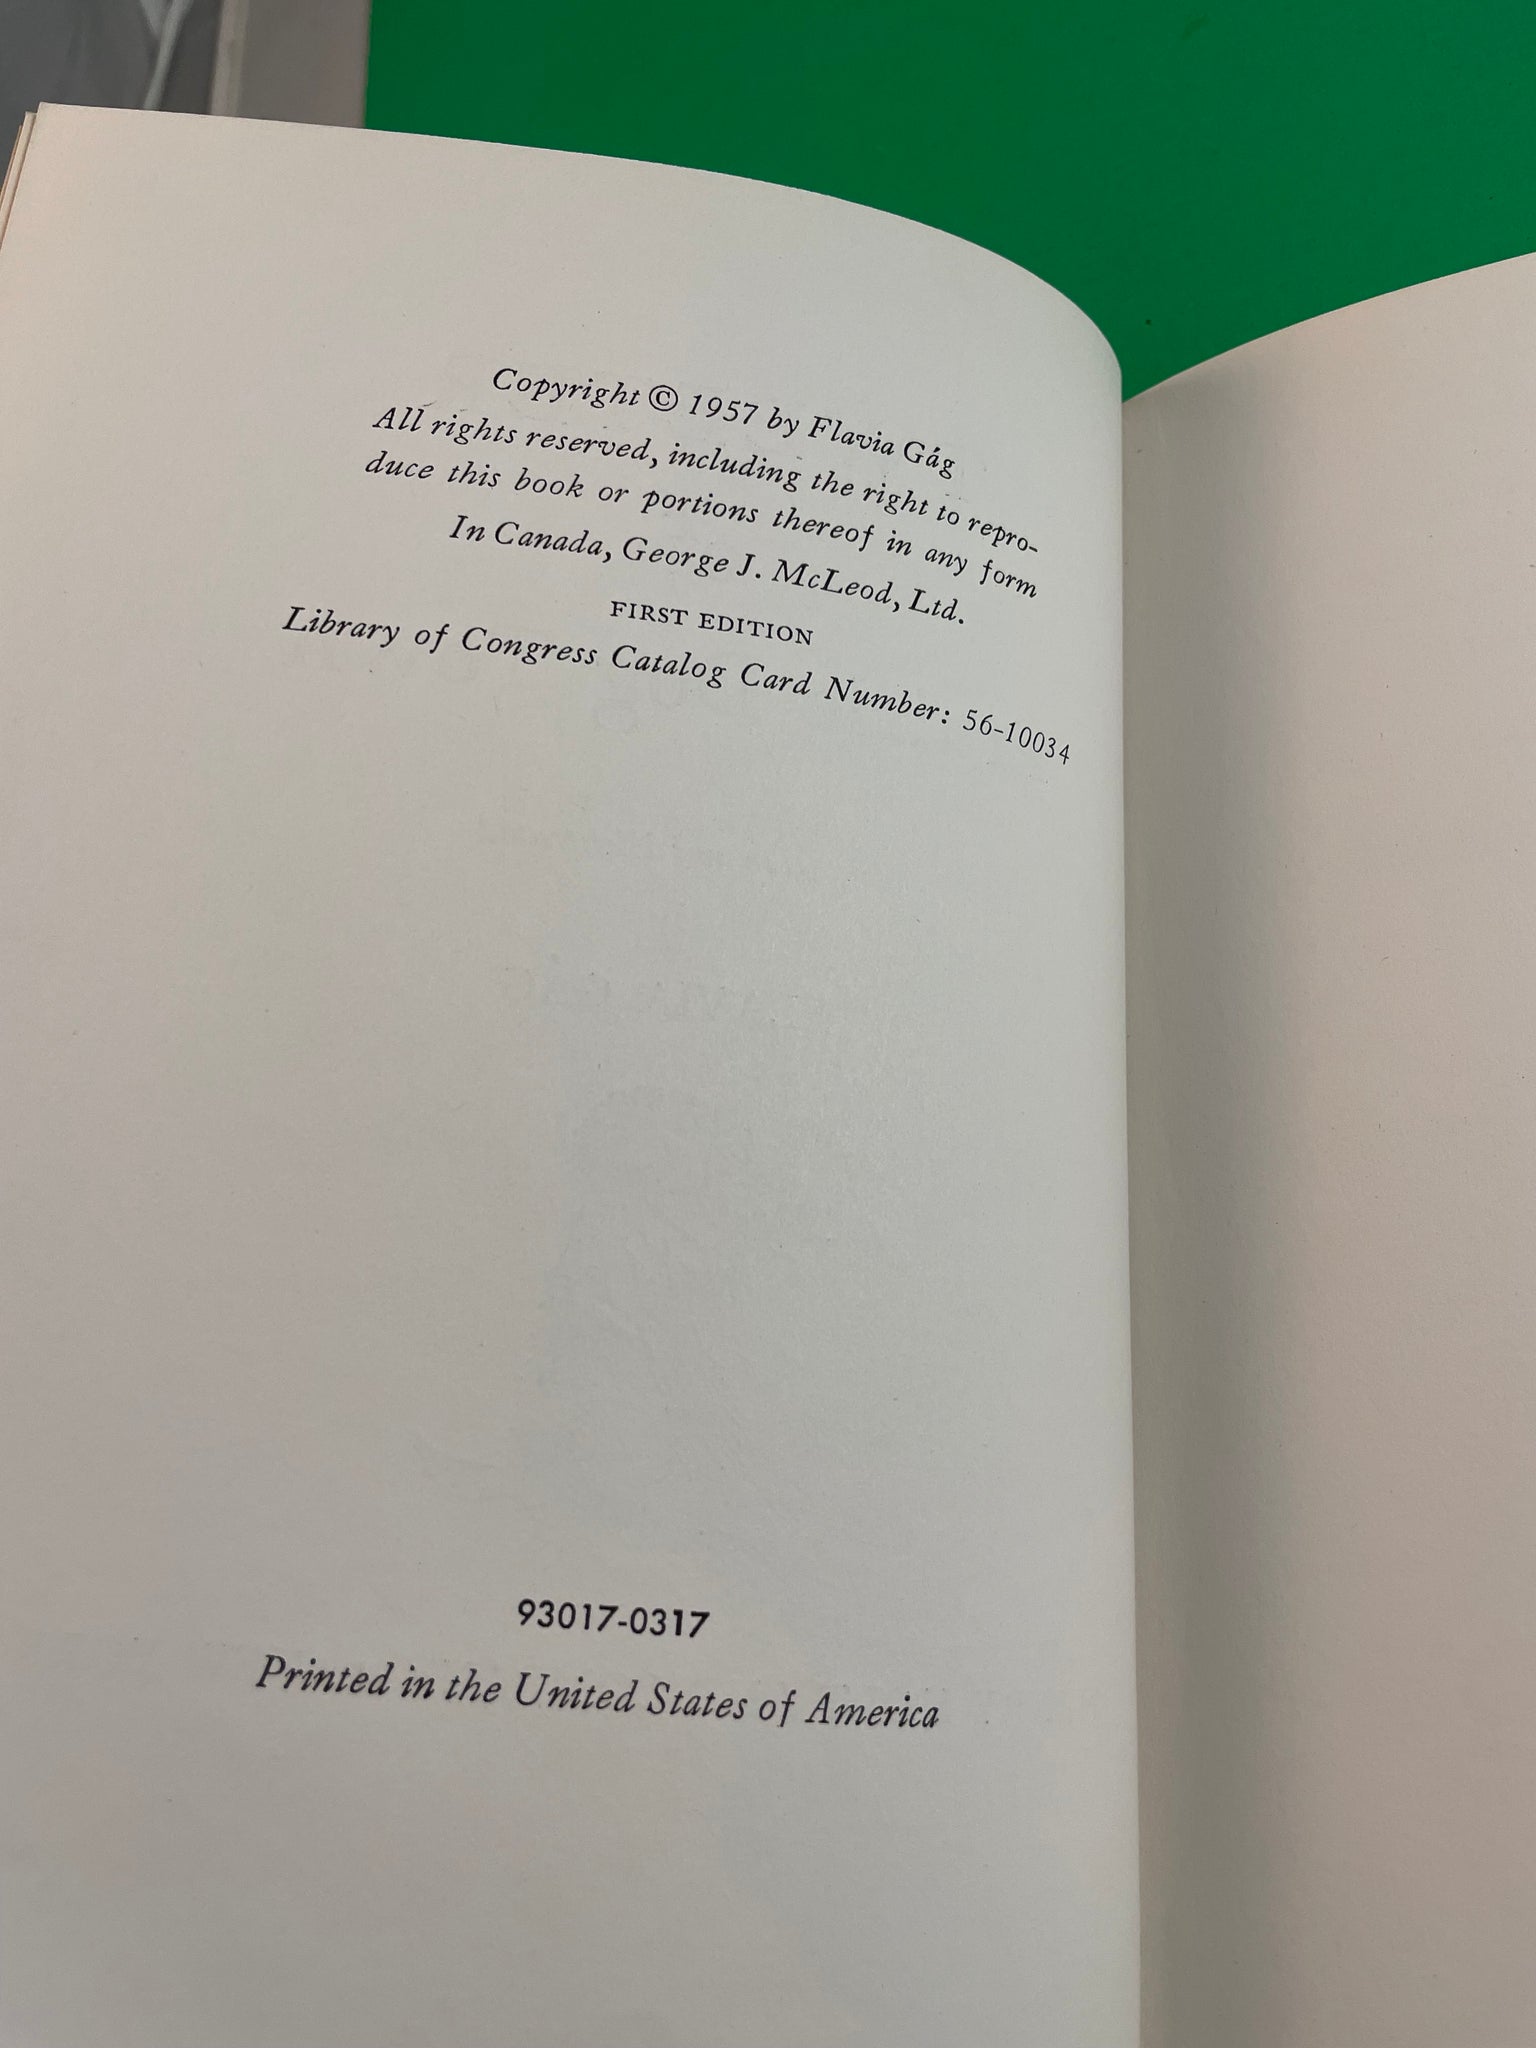 Copyright © 1957 by Flavia Gág
All rights reserved, including the right to repro-
duce this book or portions thereof in any form
In Canada, George J. McLeod, Ltd.
FIRST EDITION
Library of Congress Catalog Card Number: 56-10034
93017-0317
Printed in the United States of America